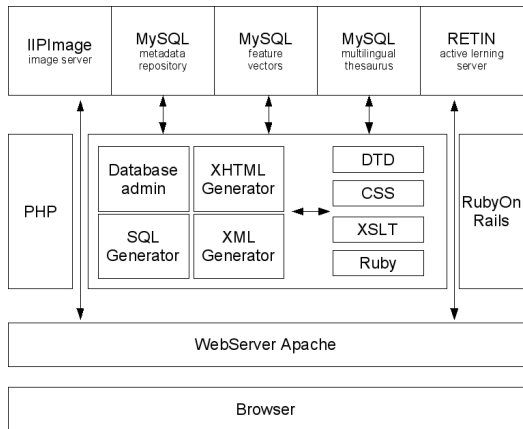 IIPImage
image server
MySQL
metadata
repository
MySQL
feature
vectors
MySQL
multilingual
thesaurus
RETIN
active lerning
server
PHP
Database
admin
XHTML
Generator
SQL
Generator
XML
Generator
DTD
CSS
XSLT
Ruby
RubyOn
Rails
WebServer Apache
Browser